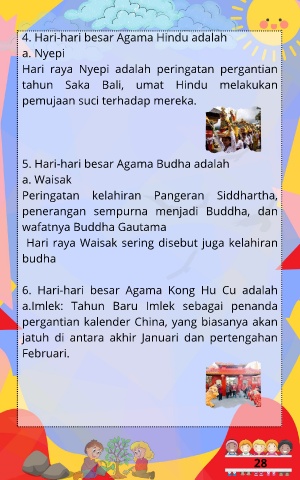 4. Hari-hari besar Agama Hindu adalah
a. Nyepi
Hari raya Nyepi adalah peringatan pergantian
tahun Saka Bali, umat Hindu melakukan
pemujaan suci terhadap mereka.
5. Hari-hari besar Agama Budha adalah
a. Waisak
Peringatan kelahiran Pangeran Siddhartha,
penerangan sempurna menjadi Buddha, dan
wafatnya Buddha Gautama
Hari raya Waisak sering disebut juga kelahiran
budha
6. Hari-hari besar Agama Kong Hu Cu adalah
a.Imlek: Tahun Baru Imlek sebagai penanda
pergantian kalender China, yang biasanya akan
jatuh di antara akhir Januari dan pertengahan
Februari.
28